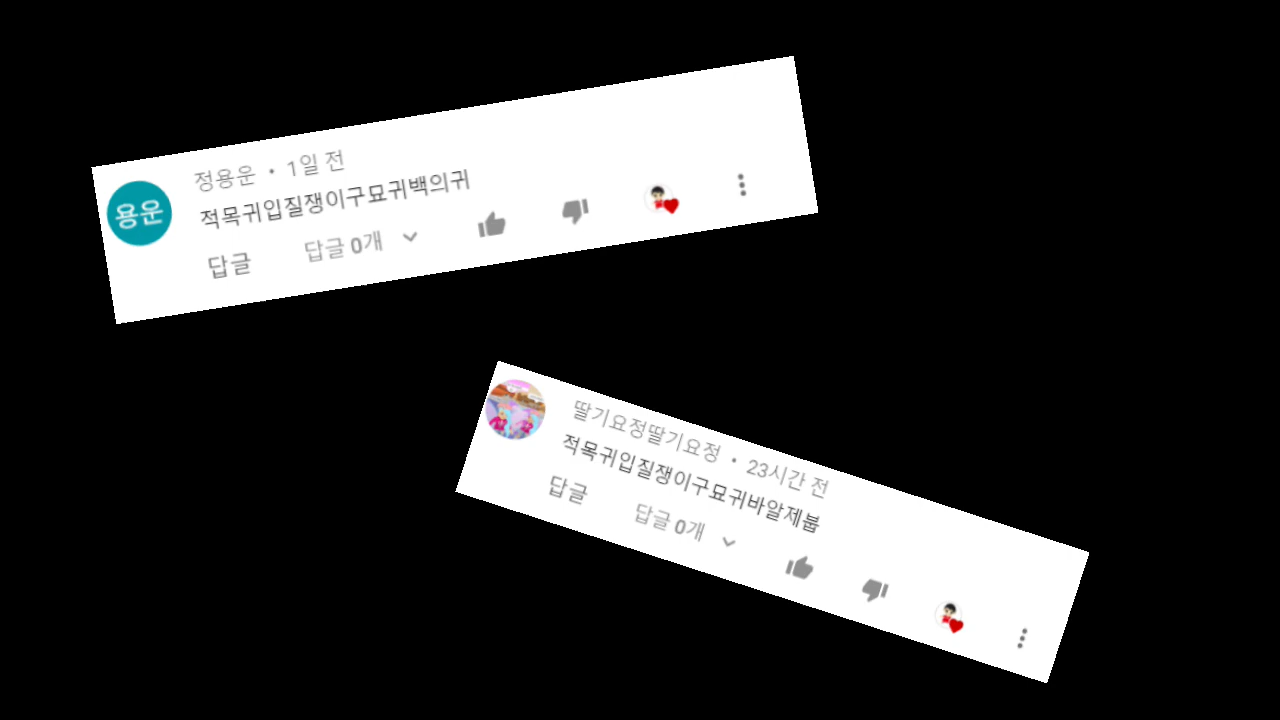 용운
정용운 • 1일 전
적목귀입질쟁이구묘귀백의귀
답글 답글 0개
딸기요정딸기요정 • 23시간 전
적목귀입질쟁이구묘귀바알제붑
답글 답글 0개